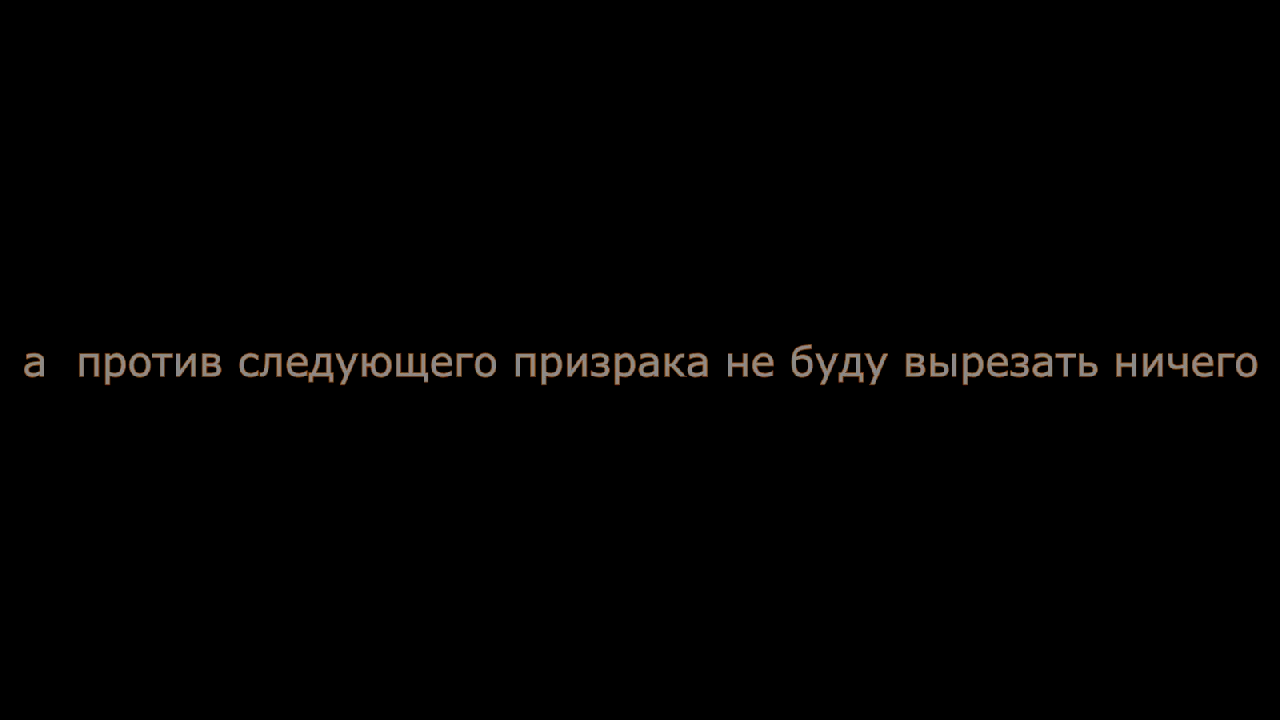 а  против следующего призрака не буду вырезать ничего